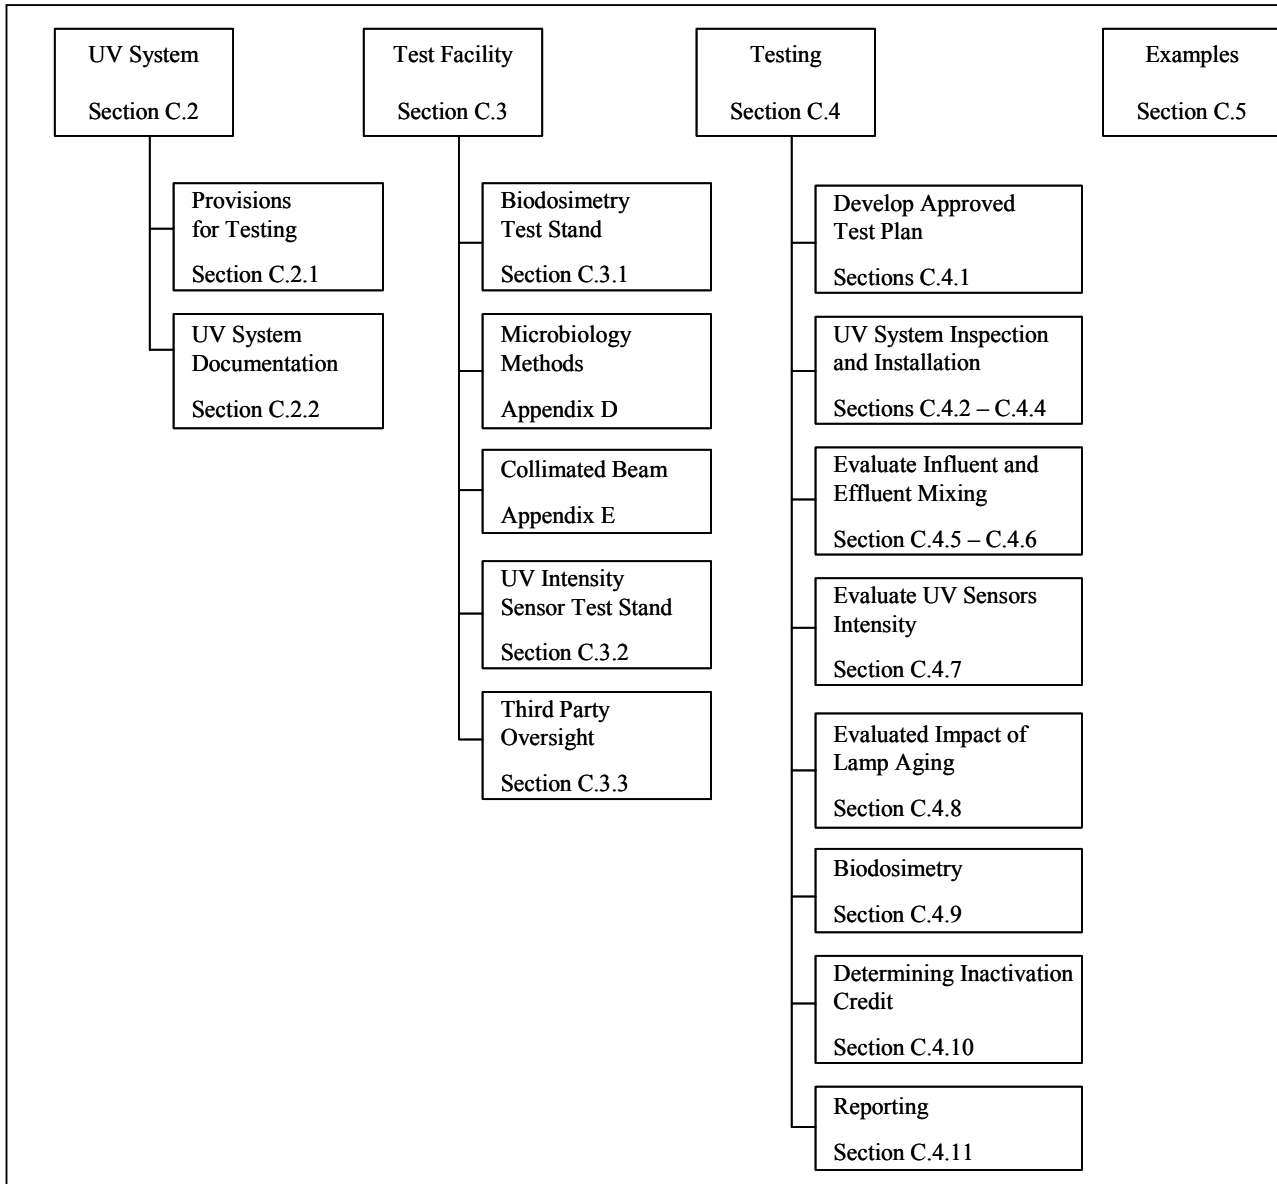 UV System
Section C.2
Provisions
for Testing
Section C.2.1
UV System
Documentation
Section C.2.2
Test Facility
Section C.3
Biodosimetry
Test Stand
Section C.3.1
Microbiology
Methods
Appendix D
Collimated Beam
Appendix E
UV Intensity
Sensor Test Stand
Section C.3.2
Third Party
Oversight
Section C.3.3
Testing
Section C.4
Develop Approved
Test Plan
Sections C.4.1
UV System Inspection
and Installation
Sections C.4.2 – C.4.4
Evaluate Influent and
Effluent Mixing
Section C.4.5 – C.4.6
Evaluate UV Sensors
Intensity
Section C.4.7
Evaluated Impact of
Lamp Aging
Section C.4.8
Biodosimetry
Section C.4.9
Determining Inactivation
Credit
Section C.4.10
Reporting
Section C.4.11
Examples
Section C.5